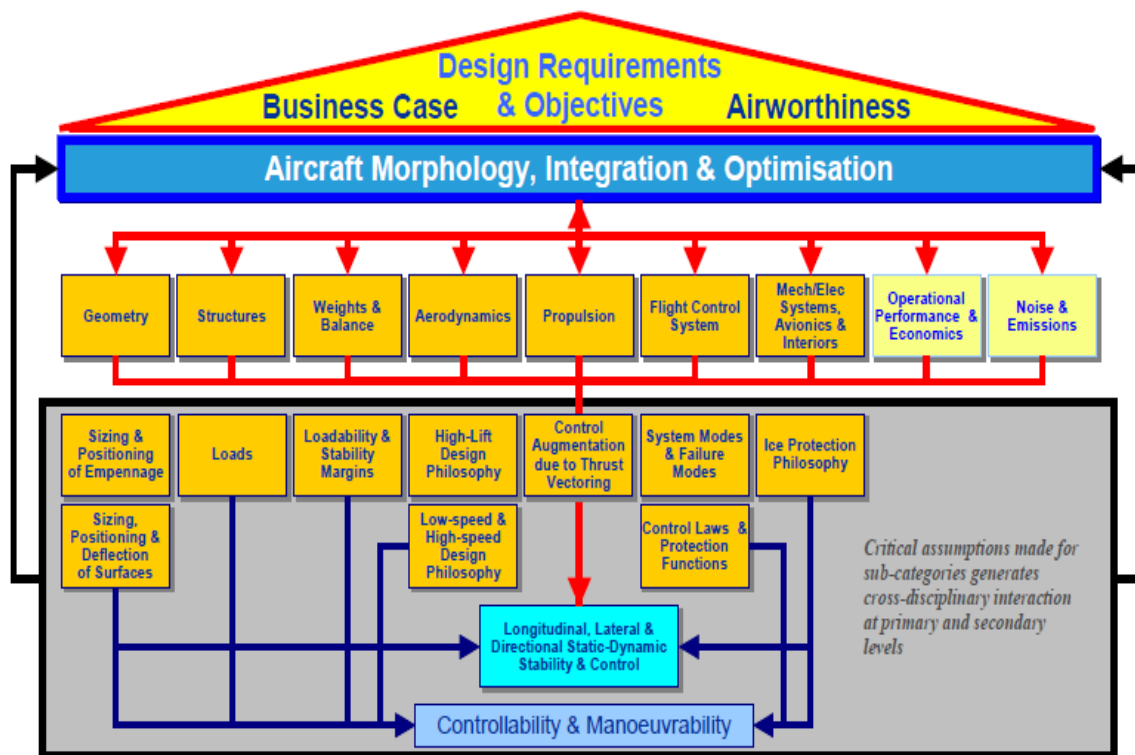 Design Requirements
& Objectives
Business Case
Airworthiness
Aircraft Morphology, Integration & Optimisation
Geometry
Structures
Weights &
Balance
Aerodynamics
Propulsion
Flight Control
System
Mech/Elec
Systems,
Avionics &
Interiors
Operational
Performance &
Economics
Noise &
Emissions
Sizing &
Positioning
of Empennage
Loads
Loadability &
Stability
Margins
High-Lift
Design
Philosophy
Control
Augmentation
due to Thrust
Vectoring
System Modes
& Failure
Modes
Ice Protection
Philosophy
Sizing,
Positioning &
Deflection
of Surfaces
Low-speed &
High-speed
Design
Philosophy
Control Laws &
Protection
Functions
Critical assumptions made for
sub-categories generates
cross-disciplinary interaction
at primary and secondary
levels
Longitudinal, Lateral &
Directional Static-Dynamic
Stability & Control
Controllability & Manoeuvrability